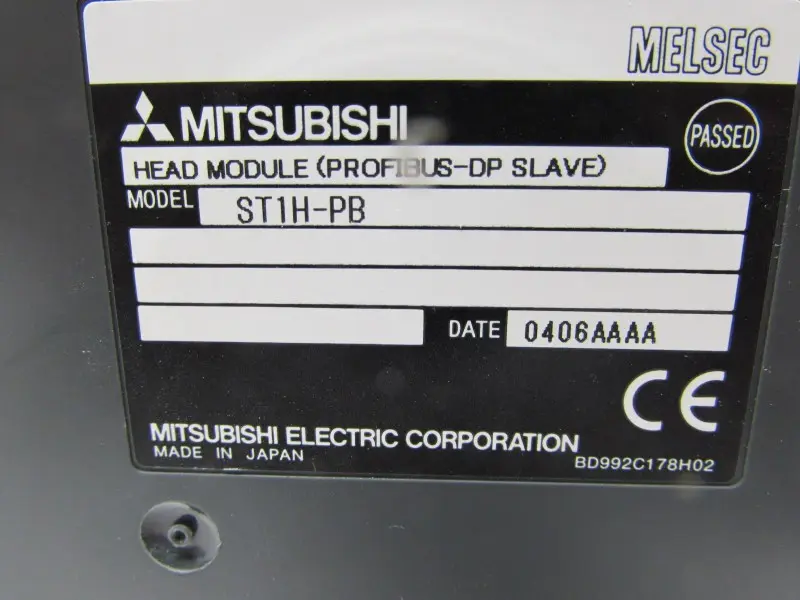 MELSEC
MITSUBISHI
PASSED
HEAD MODULE (PROFIBUS-DP SLAVE)
MODEL ST1H-PB
DATE 0406AAAA
CE
MITSUBISHI ELECTRIC CORPORATION
MADE IN JAPAN
BD992C178H02